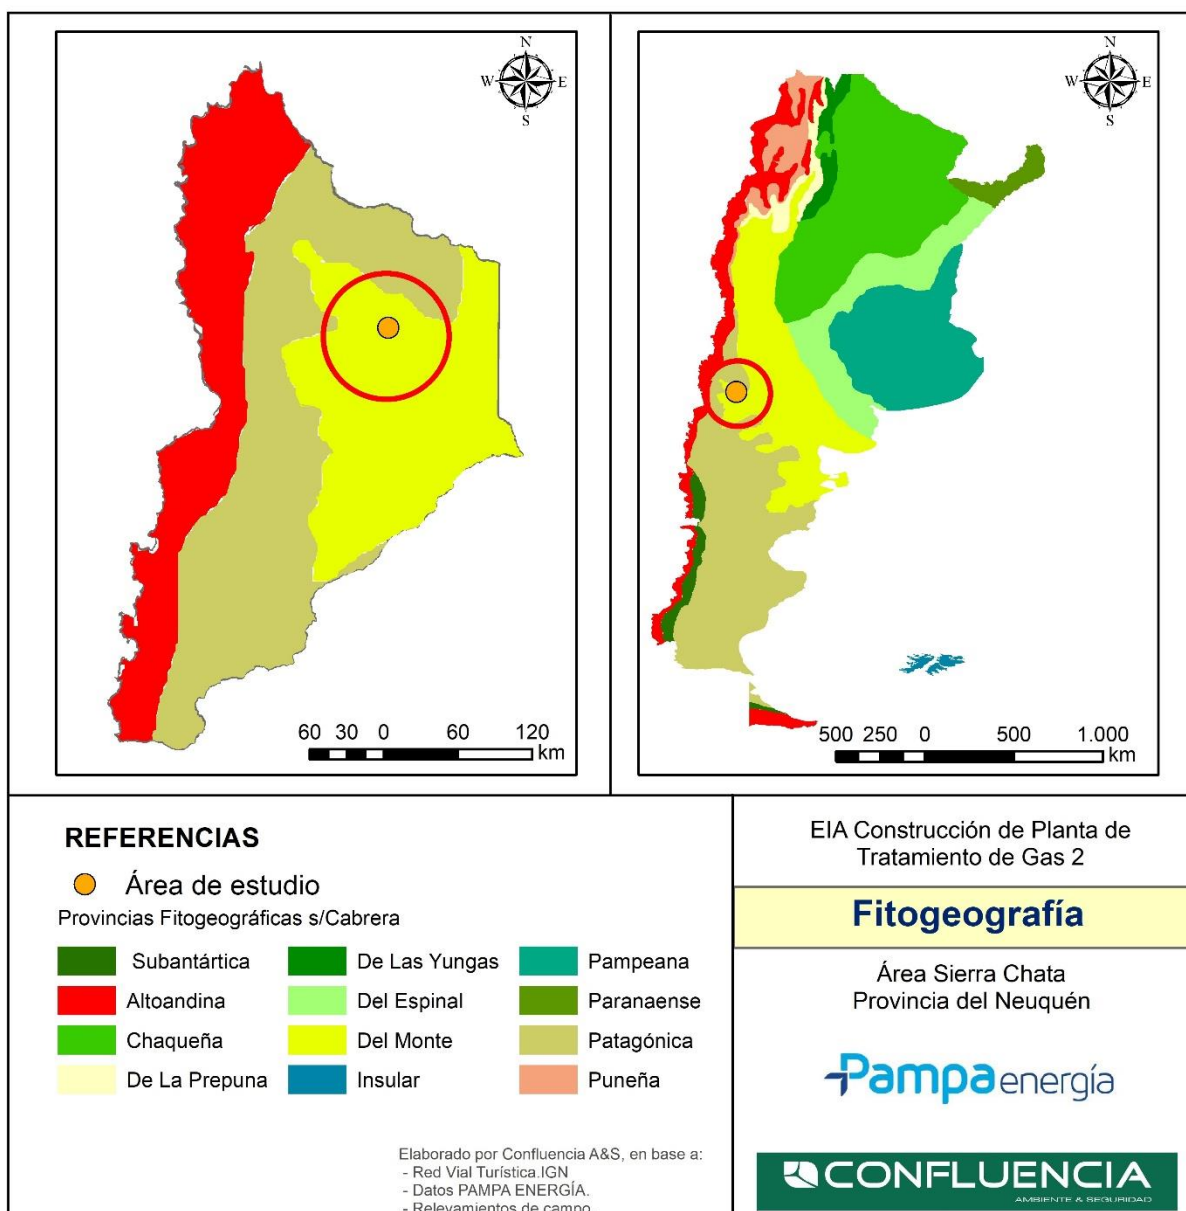 N
W E
S
60 30 0 60 120
km
N
W E
S
500 250 0 500 1.000
km
REFERENCIAS
Área de estudio
Provincias Fitogeográficas s/Cabrera
Subantártica
De Las Yungas
Pampeana
Altoandina
Del Espinal
Paranaense
Chaqueña
Del Monte
Patagónica
De La Prepuna
Insular
Puneña
Elaborado por Confluencia A&S, en base a:
- Red Vial Turística.IGN
- Datos PAMPA ENERGÍA.
- Relevamientos de campo
EIA Construcción de Planta de
Tratamiento de Gas 2
Fitogeografía
Área Sierra Chata
Provincia del Neuquén
Pampa energía
CONFLUENCIA
AMBIENTE & SEGURIDAD